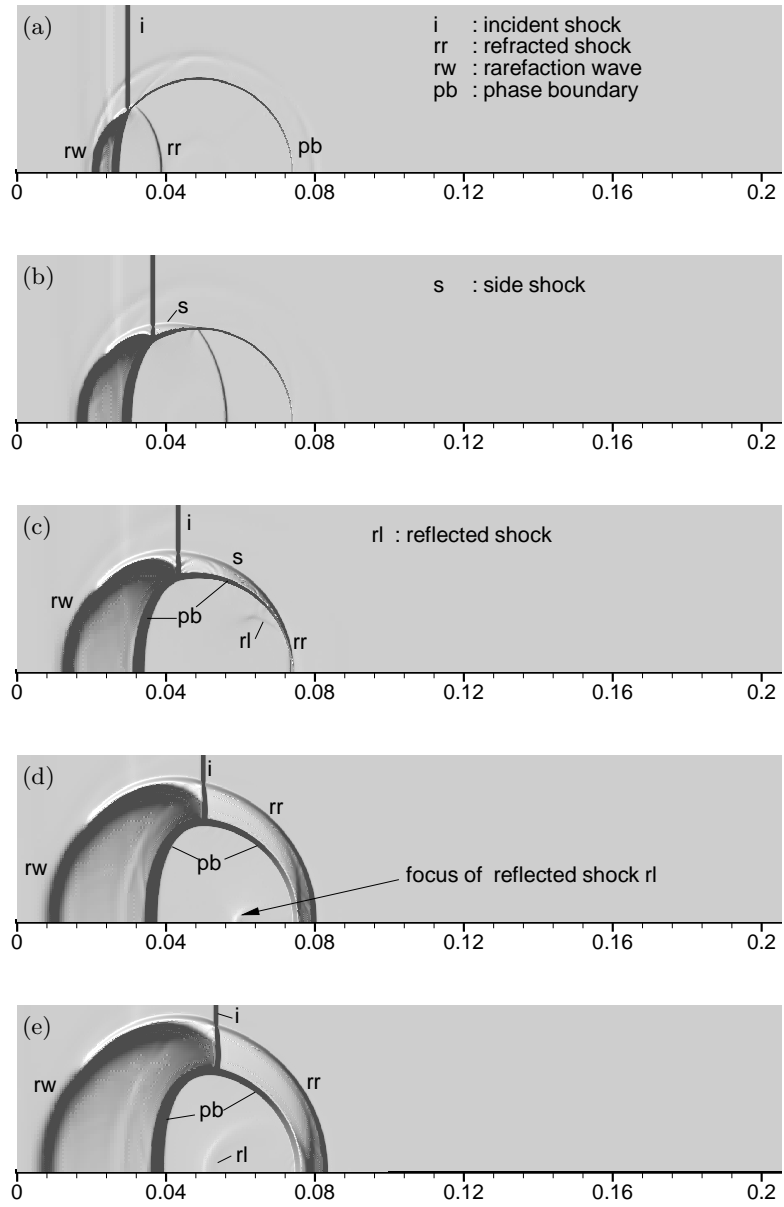 (a)
i
i : incident shock
rr : refracted shock
rw : rarefaction wave
pb : phase boundary
rw rr pb
0 0.04 0.08 0.12 0.16 0.2
(b)
s : side shock
s
0 0.04 0.08 0.12 0.16 0.2
(c)
i
rl : reflected shock
s
rw pb rl rr
0 0.04 0.08 0.12 0.16 0.2
(d)
i
rr
rw pb
focus of reflected shock rl
0 0.04 0.08 0.12 0.16 0.2
(e)
i
rw pb rr
rl
0 0.04 0.08 0.12 0.16 0.2